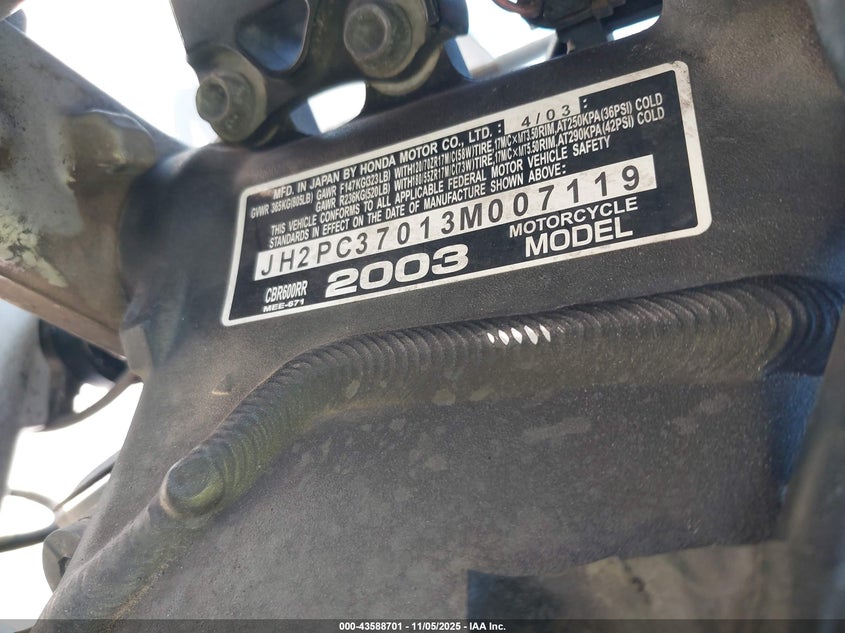 MFD. IN JAPAN BY HONDA MOTOR CO., LTD. 4/03
GVWR 365KG(805LB) GAWR F147KG(323LB) WITH120/70ZR17M/C(58W)TIRE,17M/C×MT3.50RIM,AT250KPA(36PSI) COLD
GAWR R236KG(520LB) WITH180/55ZR17M/C(73W)TIRE,17M/C×MT5.50RIM,AT290KPA(42PSI) COLD
THIS VEHICLE CONFORMS TO ALL APPLICABLE FEDERAL MOTOR VEHICLE SAFETY
STANDARDS IN EFFECT ON THE DATE OF MANUFACTURE SHOWN ABOVE.
JH2PC37013M007119
CBR600RR 2003 MOTORCYCLE
MEE-671 MODEL
000-43588701 - 11/05/2025 - IAA Inc.